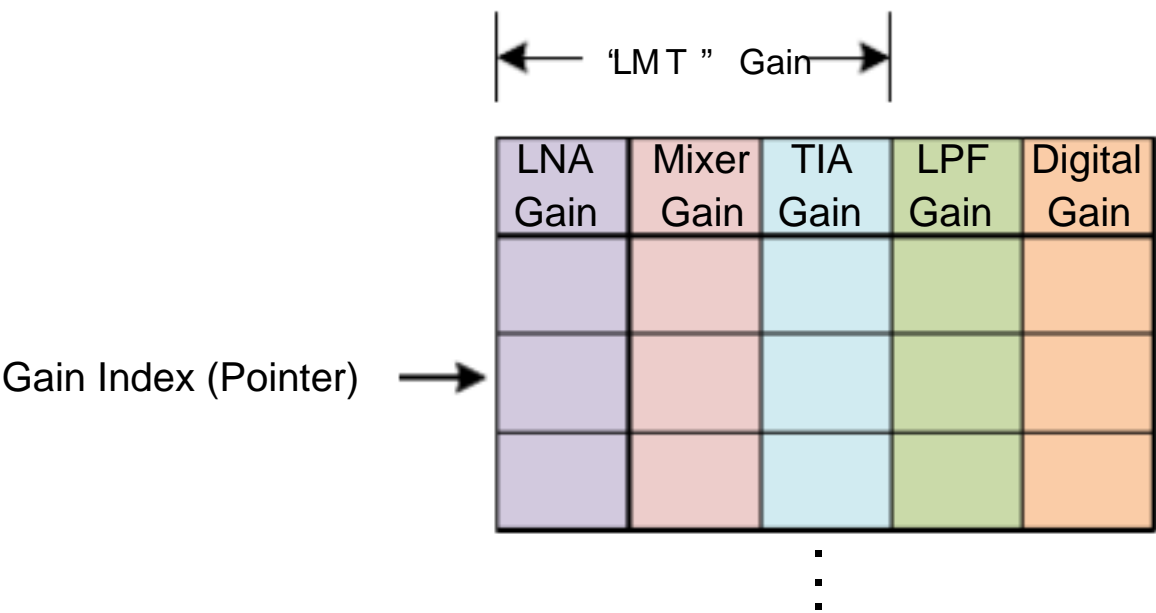 ‘LMT ” Gain
LNA Mixer TIA LPF Digital
Gain Gain Gain Gain Gain
Gain Index (Pointer)